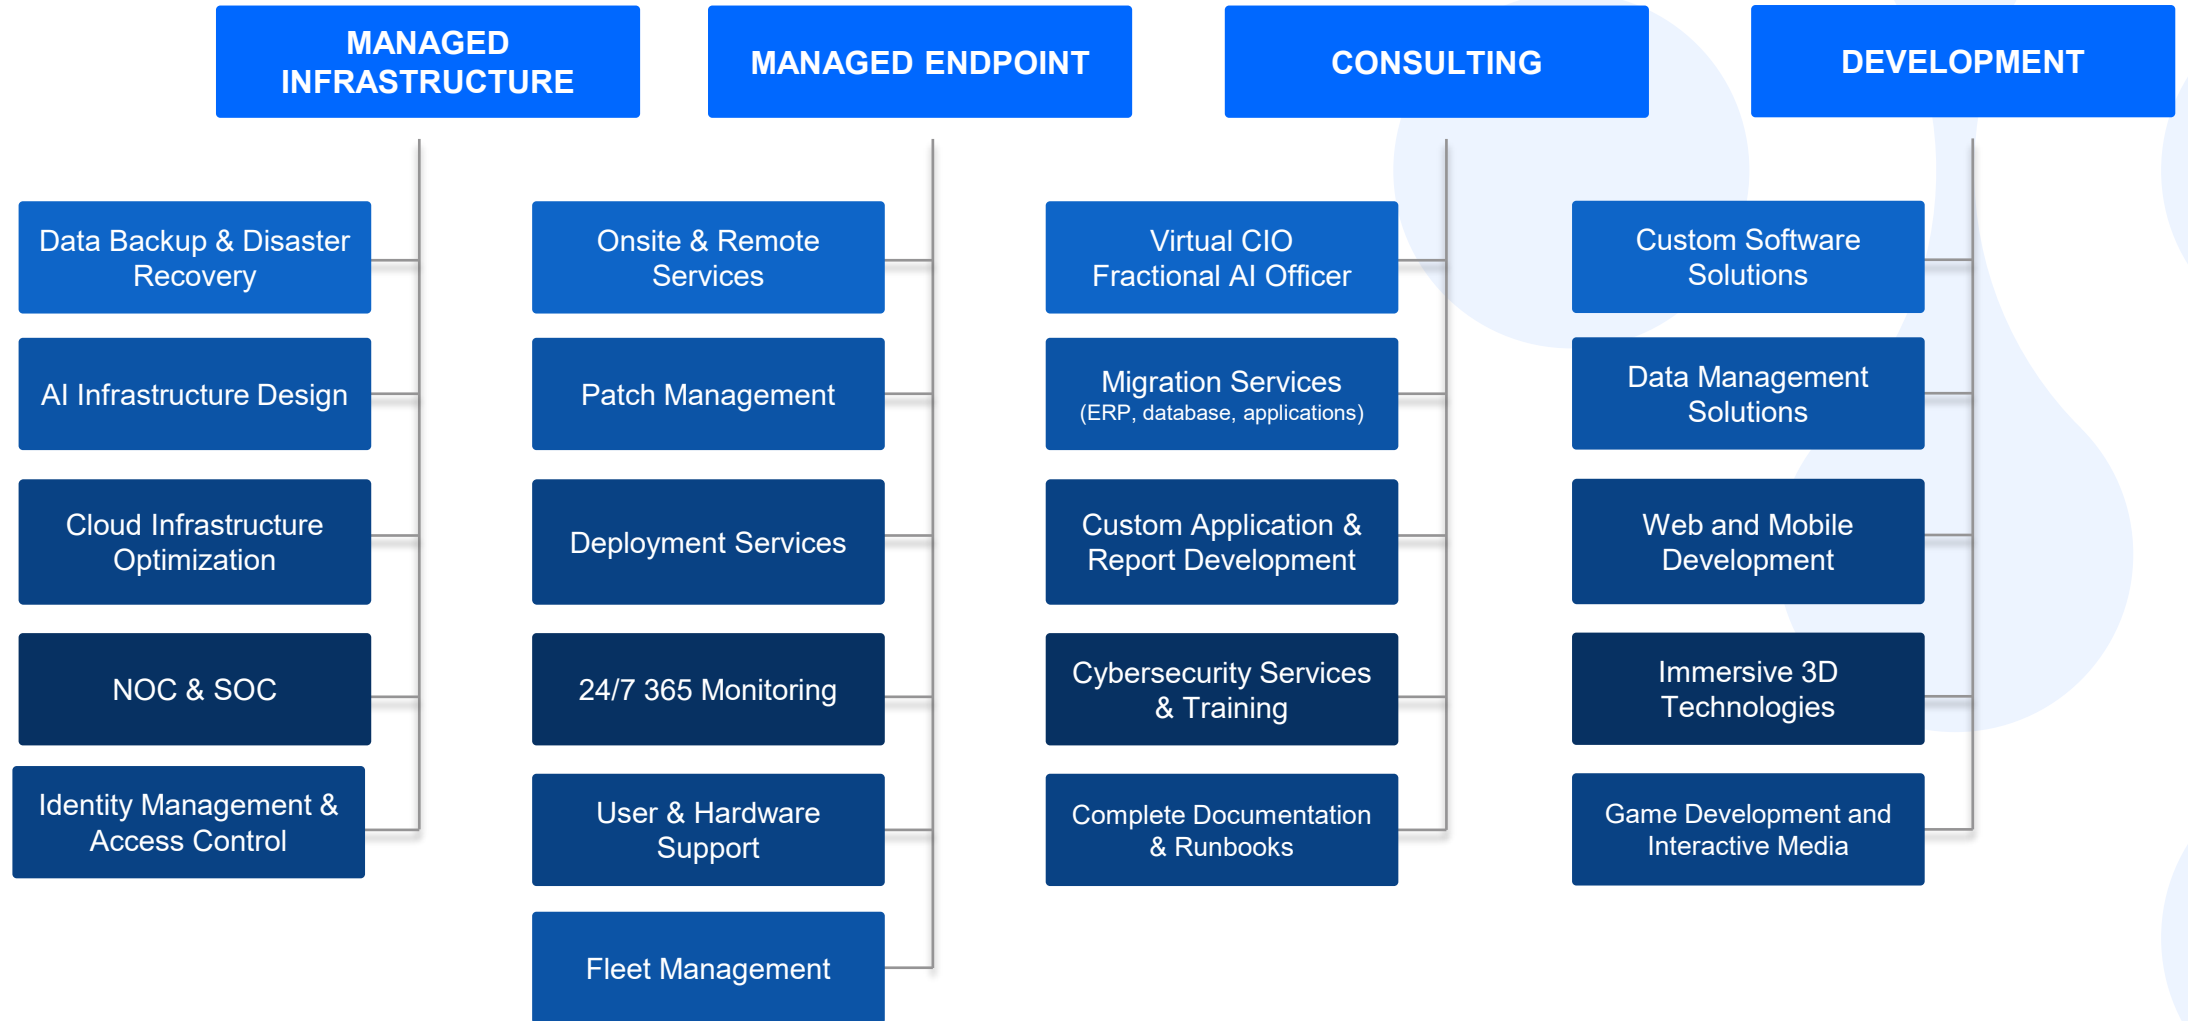 MANAGED
INFRASTRUCTURE
Data Backup & Disaster
Recovery
AI Infrastructure Design
Cloud Infrastructure
Optimization
NOC & SOC
Identity Management &
Access Control
MANAGED ENDPOINT
Onsite & Remote
Services
Patch Management
Deployment Services
24/7 365 Monitoring
User & Hardware
Support
Fleet Management
CONSULTING
Virtual CIO
Fractional AI Officer
Migration Services
(ERP, database, applications)
Custom Application &
Report Development
Cybersecurity Services
& Training
Complete Documentation
& Runbooks
DEVELOPMENT
Custom Software
Solutions
Data Management
Solutions
Web and Mobile
Development
Immersive 3D
Technologies
Game Development and
Interactive Media